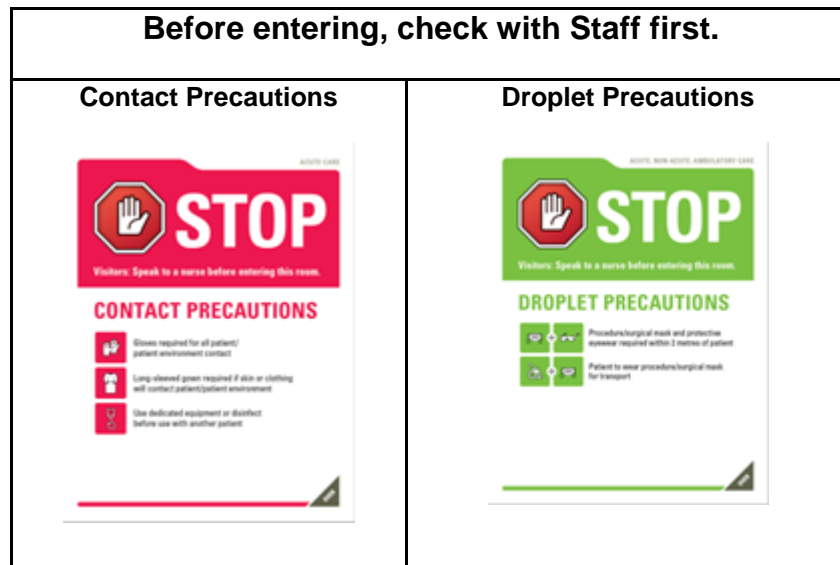 Before entering, check with Staff first.
Contact Precautions
ACUTE CARE
STOP
Visitors: Speak to a nurse before entering this room.
CONTACT PRECAUTIONS
Gloves required for all patient/
patient environment contact
Long-sleeved gown required if skin or clothing
will contact patient/patient environment
Use dedicated equipment or disinfect
before use with another patient
Droplet Precautions
ACUTE, NON-ACUTE, AMBULATORY CARE
STOP
Visitors: Speak to a nurse before entering this room.
DROPLET PRECAUTIONS
Procedure/surgical mask and protective
eyewear required within 2 metres of patient
Patient to wear procedure/surgical mask
for transport